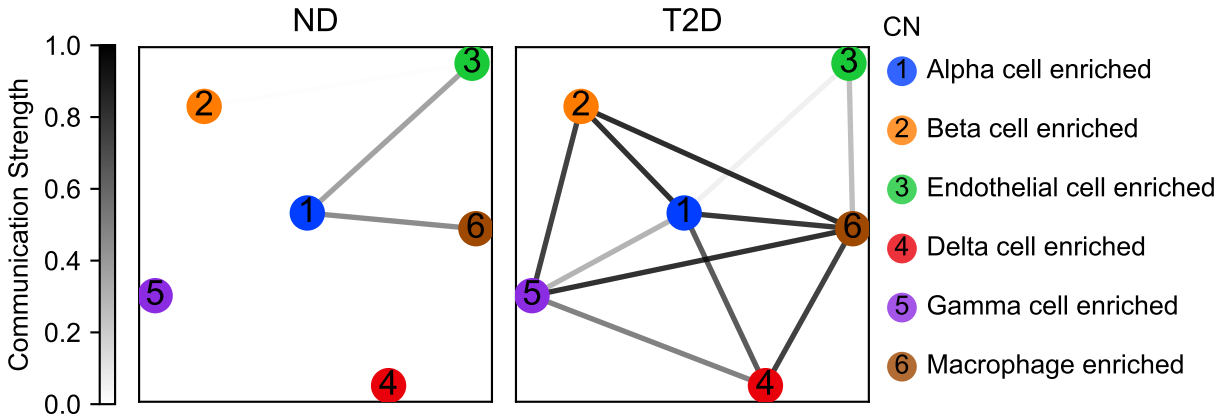 ND
T2D
CN
Communication Strength
1.0
0.8
0.6
0.4
0.2
0.0
3
2
1
6
5
4
3
2
1
6
5
4
1 Alpha cell enriched
2 Beta cell enriched
3 Endothelial cell enriched
4 Delta cell enriched
5 Gamma cell enriched
6 Macrophage enriched